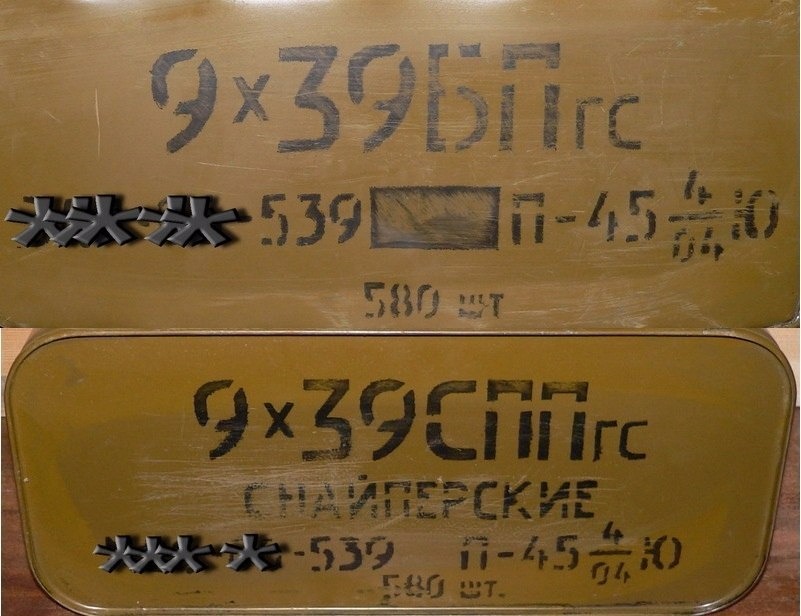 9х39БПгс
539 П-45 4/04 Ю
580 шт
9х39СППгс
СНАЙПЕРСКИЕ
-539 П-45 4/04 Ю
580 шт.